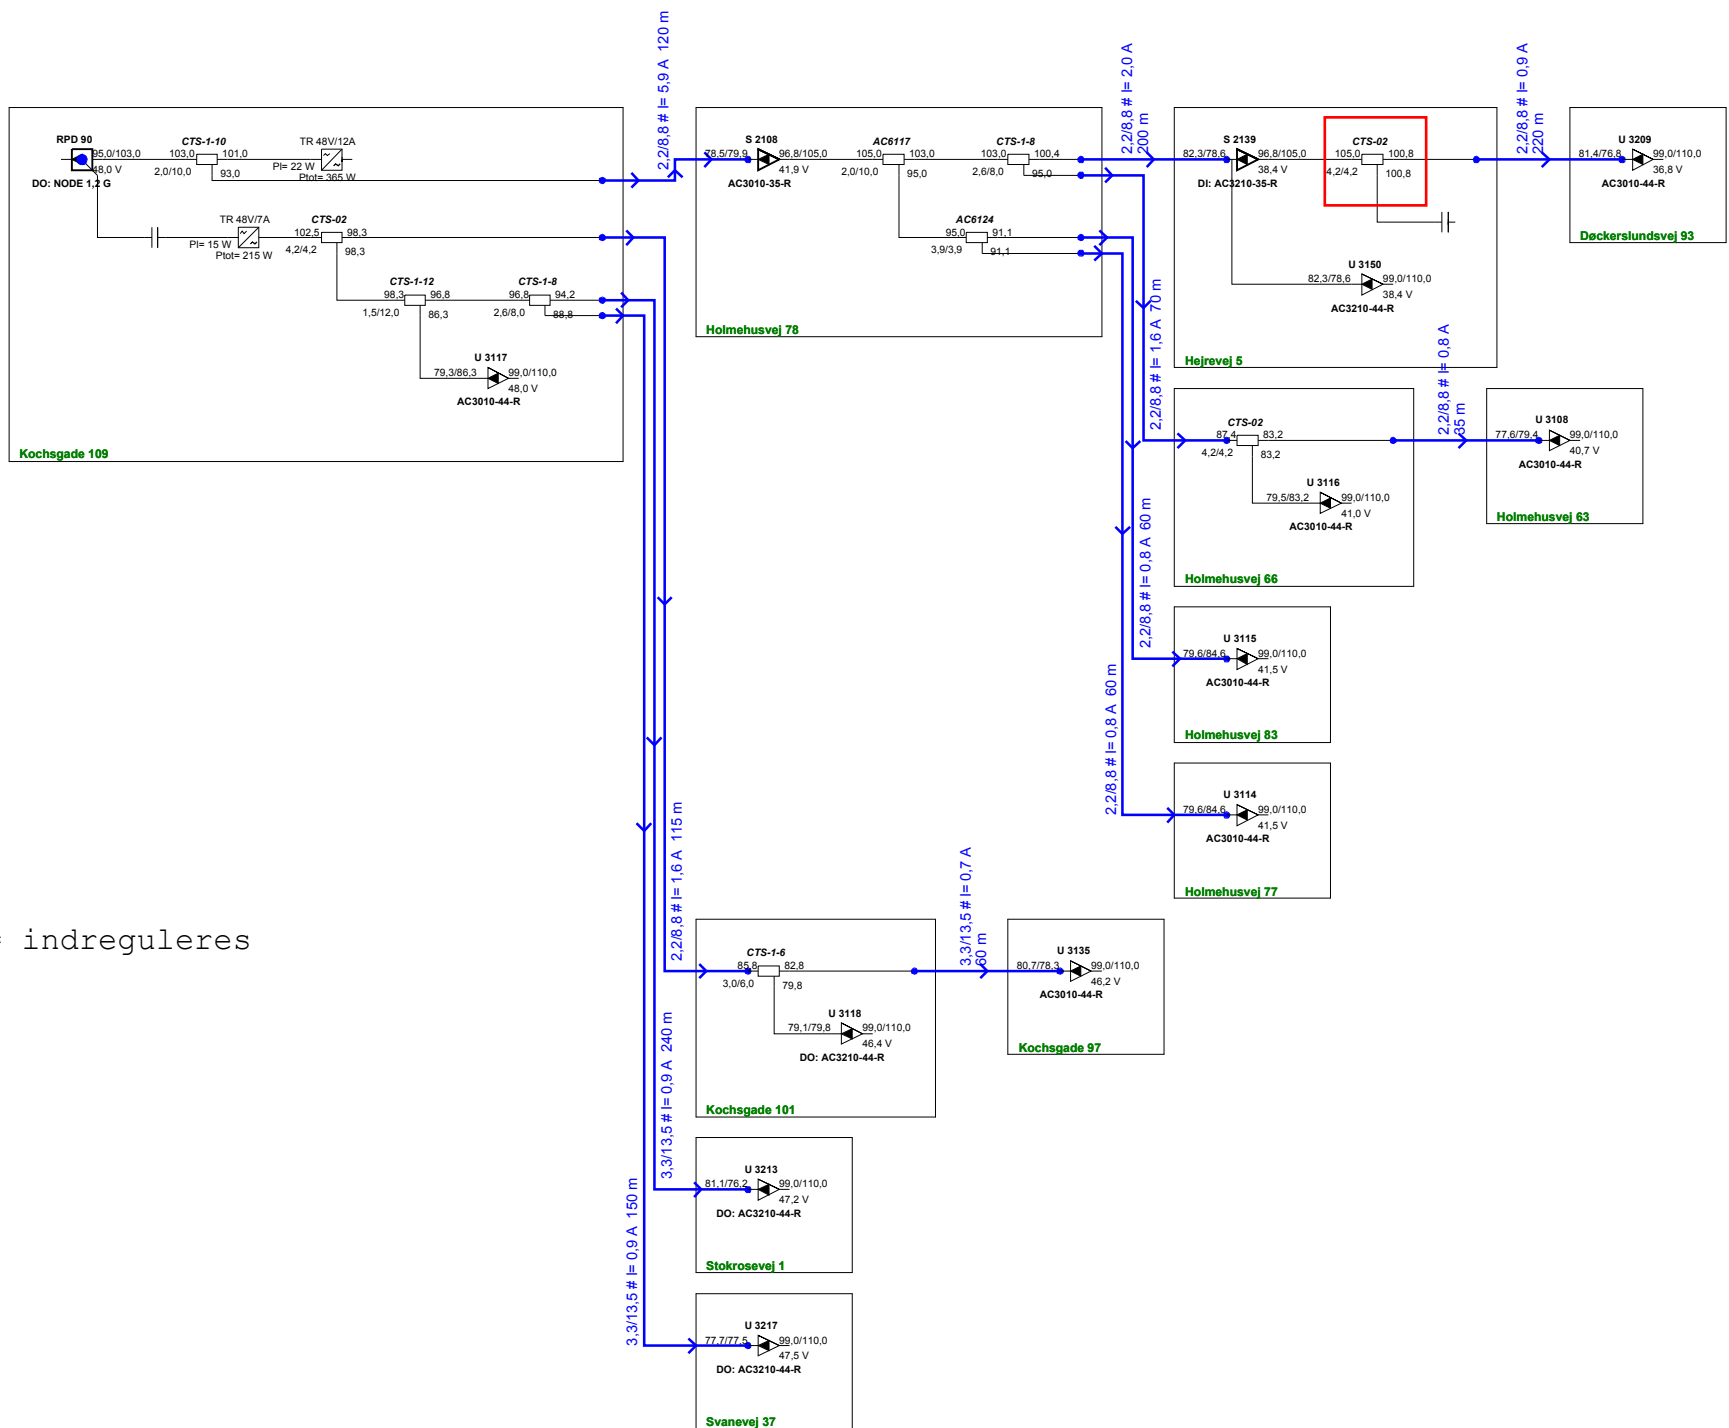 RPD 90
95,0/103,0
48,0 V
DO: NODE 1,2 G
CTS-1-10
103,0
101,0
2,0/10,0
93,0
TR 48V/12A
PI= 22 W
Ptot= 365 W
TR 48V/7A
PI= 15 W
Ptot= 215 W
CTS-02
102,5
98,3
4,2/4,2
98,3
CTS-1-12
98,3
96,8
1,5/12,0
86,3
CTS-1-8
96,8
94,2
2,6/8,0
88,8
U 3117
79,3/86,3
99,0/110,0
48,0 V
AC3010-44-R
Kochsgade 109
2,2/8,8 # I= 5,9 A 120 m
S 2108
78,5/79,9
96,8/105,0
41,9 V
AC3010-35-R
AC6117
105,0
103,0
2,0/10,0
95,0
CTS-1-8
103,0
100,4
2,6/8,0
95,0
AC6124
95,0
91,1
3,9/3,9
91,1
Holmehusvej 78
2,2/8,8 # I= 2,0 A
200 m
S 2139
82,3/78,6
96,8/105,0
38,4 V
DI: AC3210-35-R
CTS-02
105,0
100,8
4,2/4,2
100,8
U 3150
82,3/78,6
99,0/110,0
38,4 V
AC3210-44-R
Hejrevej 5
2,2/8,8 # I= 0,9 A
220 m
U 3209
81,4/76,8
99,0/110,0
36,8 V
AC3010-44-R
Døckerslundsvej 93
2,2/8,8 # I= 1,6 A 70 m
CTS-02
87,4
83,2
4,2/4,2
83,2
U 3116
79,5/83,2
99,0/110,0
41,0 V
AC3010-44-R
Holmehusvej 66
2,2/8,8 # I= 0,8 A
35 m
U 3108
77,6/79,4
99,0/110,0
40,7 V
AC3010-44-R
Holmehusvej 63
2,2/8,8 # I= 0,8 A 60 m
U 3115
79,6/84,6
99,0/110,0
41,5 V
AC3010-44-R
Holmehusvej 83
2,2/8,8 # I= 0,8 A 60 m
U 3114
79,6/84,6
99,0/110,0
41,5 V
AC3010-44-R
Holmehusvej 77
indreguleres
2,2/8,8 # I= 1,6 A 115 m
CTS-1-6
85,8
82,8
3,0/6,0
79,8
U 3118
79,1/79,8
99,0/110,0
46,4 V
DO: AC3210-44-R
Kochsgade 101
3,3/13,5 # I= 0,7 A
60 m
U 3135
80,7/78,3
99,0/110,0
46,2 V
AC3010-44-R
Kochsgade 97
3,3/13,5 # I= 0,9 A 240 m
U 3213
81,1/76,2
99,0/110,0
47,2 V
DO: AC3210-44-R
Stokrosevej 1
3,3/13,5 # I= 0,9 A 150 m
U 3217
77,7/77,5
99,0/110,0
47,5 V
DO: AC3210-44-R
Svanevej 37